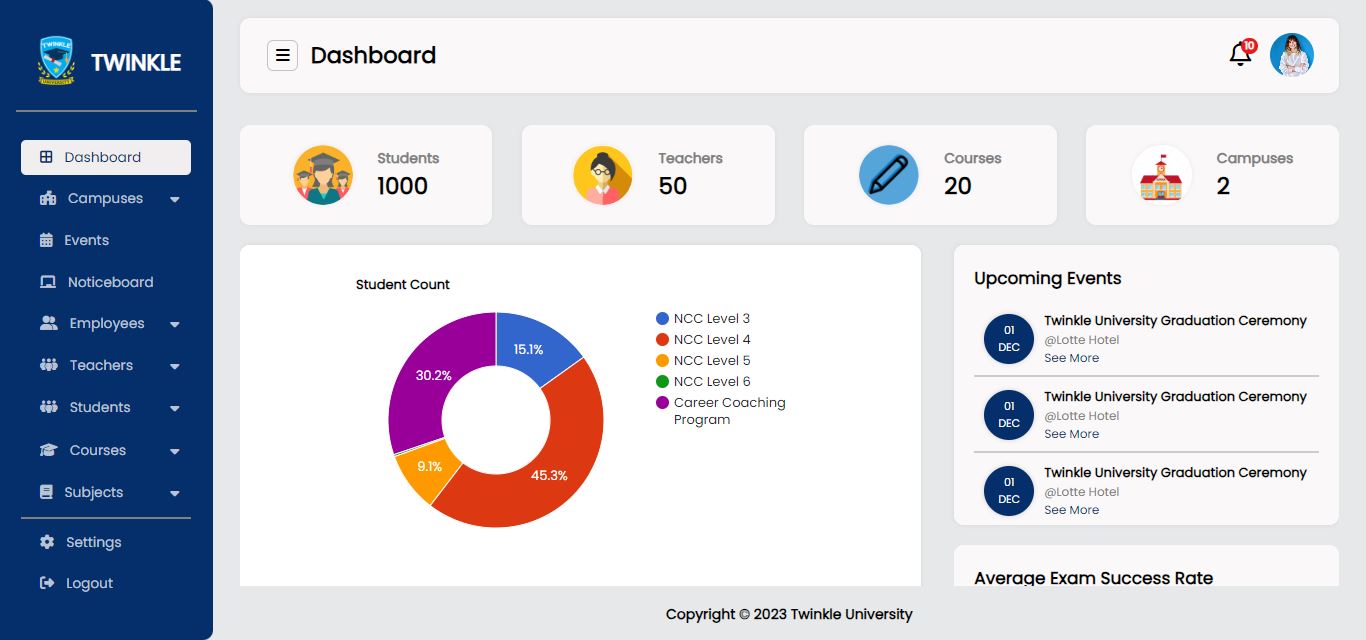 TWINKLE
UNIVERSITY
TWINKLE
Dashboard
Campuses
Events
Noticeboard
Employees
Teachers
Students
Courses
Subjects
Settings
Logout
Dashboard
10
Students
1000
Teachers
50
Courses
20
Campuses
2
Student Count
15.1%
45.3%
9.1%
30.2%
NCC Level 3
NCC Level 4
NCC Level 5
NCC Level 6
Career Coaching
Program
Upcoming Events
01
DEC
Twinkle University Graduation Ceremony
@Lotte Hotel
See More
01
DEC
Twinkle University Graduation Ceremony
@Lotte Hotel
See More
01
DEC
Twinkle University Graduation Ceremony
@Lotte Hotel
See More
Average Exam Success Rate
Copyright © 2023 Twinkle University